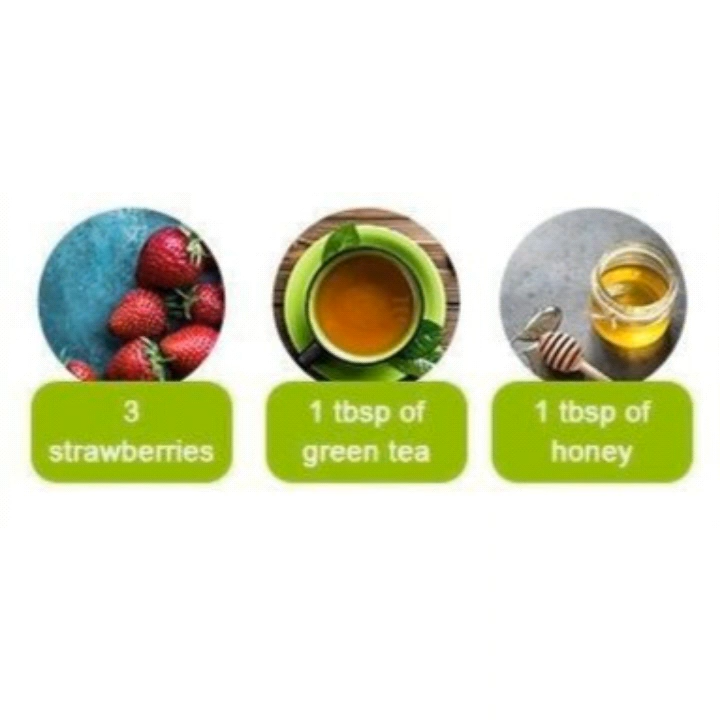 3
strawberries
1 tbsp of
green tea
1 tbsp of
honey